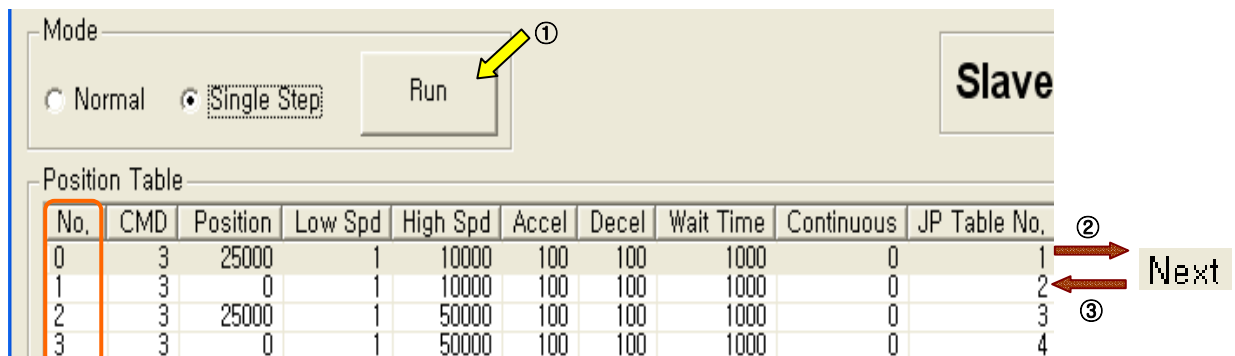 Mode
①
Normal Single Step Run
Slave
Position Table
No. CMD Position Low Spd High Spd Accel Decel Wait Time Continuous JP Table No.
②
0 3 25000 1 10000 100 100 1000 0 1
Next
1 3 0 1 10000 100 100 1000 0 2
③
2 3 25000 1 50000 100 100 1000 0 3
3 3 0 1 50000 100 100 1000 0 4